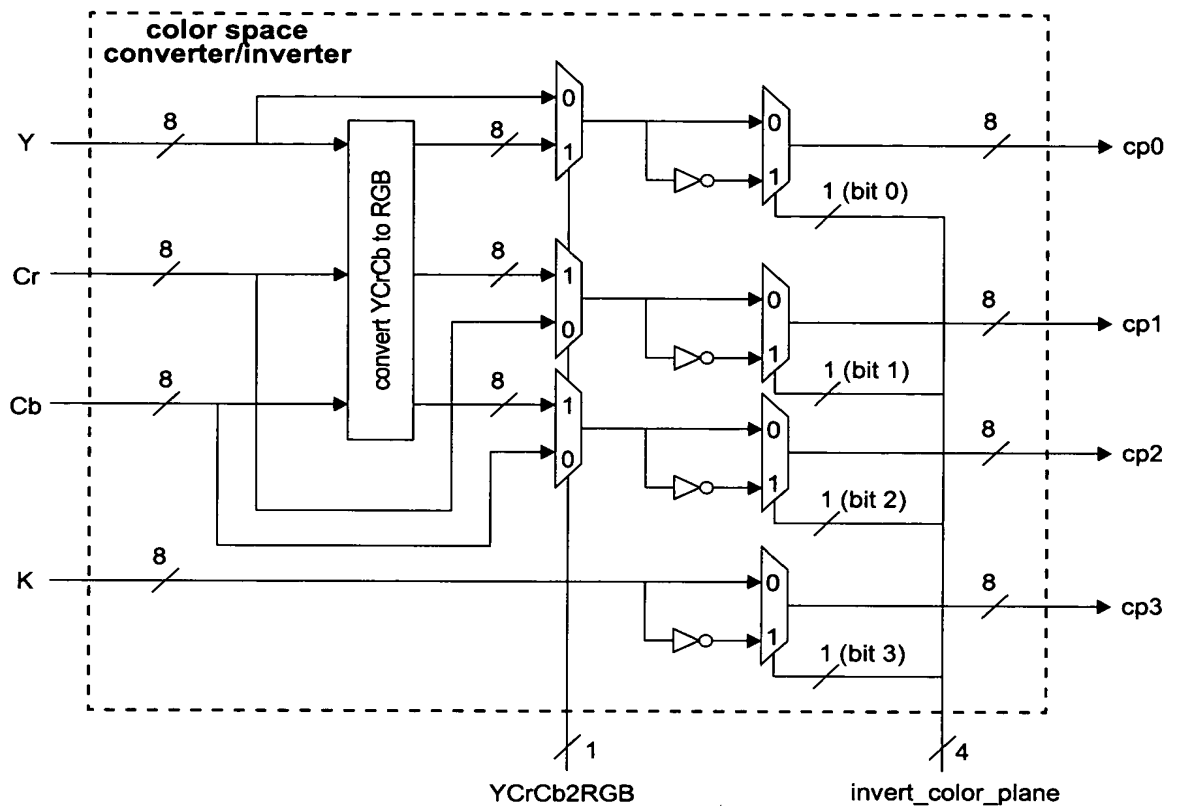 color space
converter/inverter
Y
8
8
0
1
0
1
8
cp0
1 (bit 0)
convert YCrCb to RGB
Cr
8
8
1
0
0
1
8
cp1
1 (bit 1)
Cb
8
8
1
0
0
1
8
cp2
1 (bit 2)
K
8
0
1
8
cp3
1 (bit 3)
1
4
YCrCb2RGB
invert_color_plane